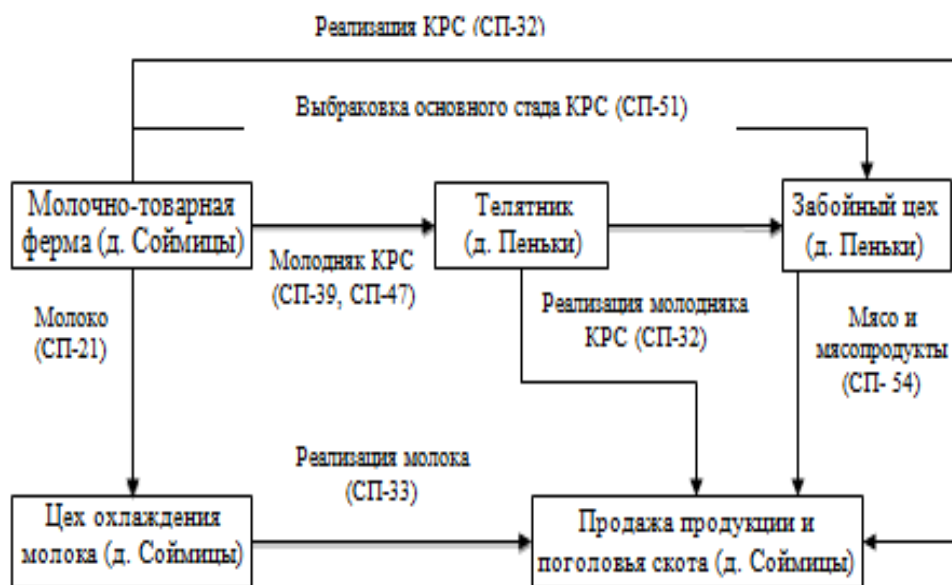 Реализация КРС (СП-32)
Выбраковка основного стада КРС (СП-51)
Молочно-товарная
ферма (д. Соймицы)
Телятник
(д. Пеньки)
Забойный цех
(д. Пеньки)
Молодняк КРС
(СП-39, СП-47)
Молоко
(СП-21)
Реализация молодняка
КРС (СП-32)
Мясо и
мясопродукты
(СП- 54)
Реализация молока
(СП-33)
Цех охлаждения
молока (д. Соймицы)
Продажа продукции и
поголовья скота (д. Соймицы)